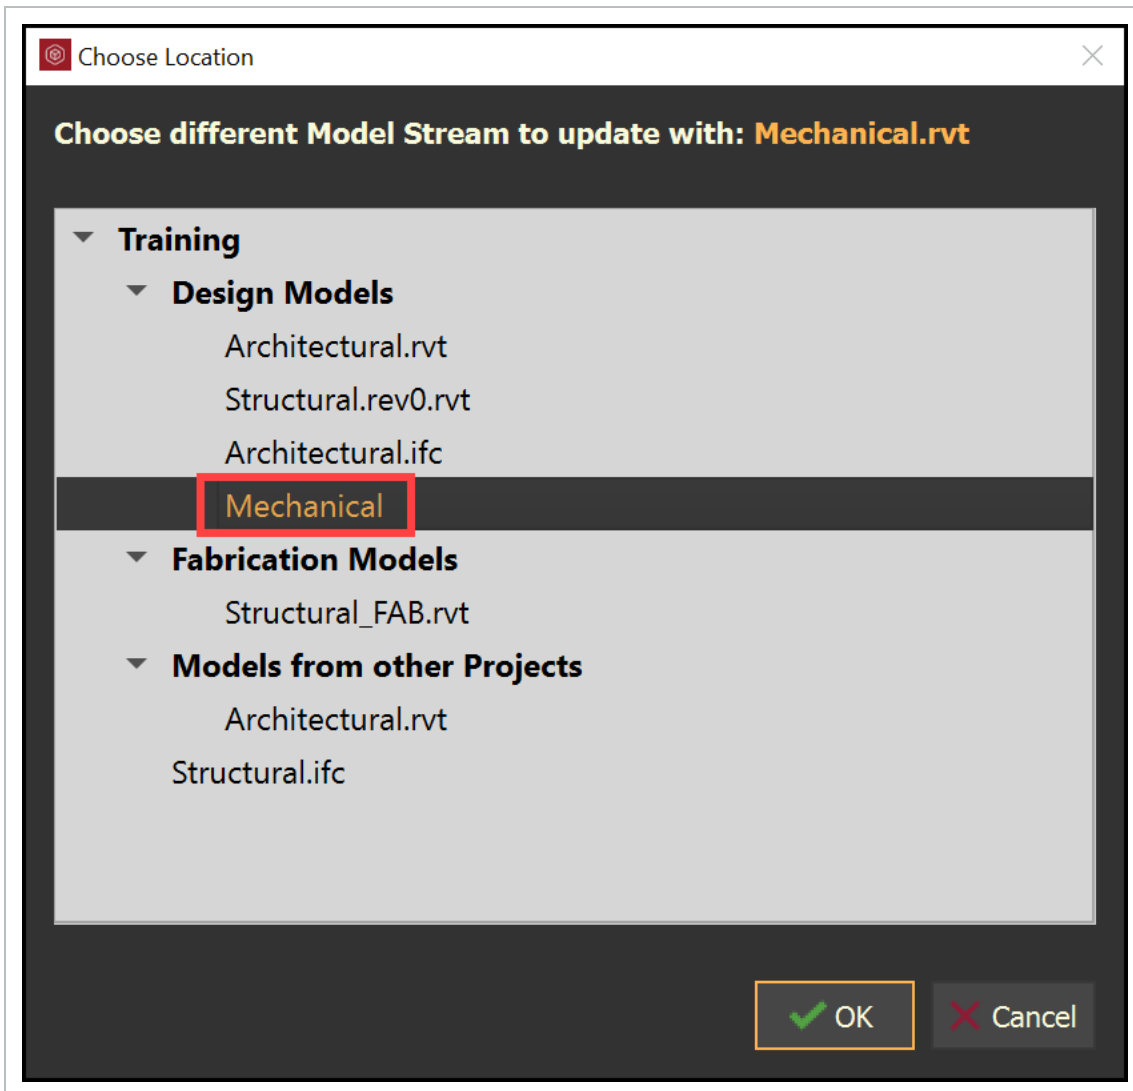 Choose Location
Choose different Model Stream to update with: Mechanical.rvt
Training
Design Models
Architectural.rvt
Structural.rev0.rvt
Architectural.ifc
Mechanical
Fabrication Models
Structural_FAB.rvt
Models from other Projects
Architectural.rvt
Structural.ifc
OK Cancel